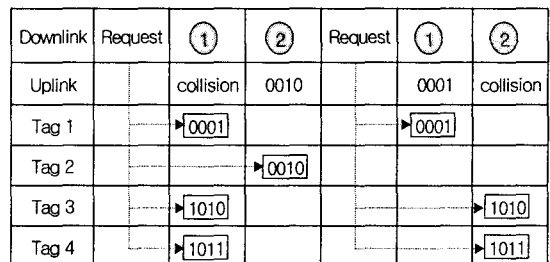 Downlink Request 1 2 Request 1 2
Uplink collision 0010 0001 collision
Tag 1 0001 0001
Tag 2 0010
Tag 3 1010 1010
Tag 4 1011 1011